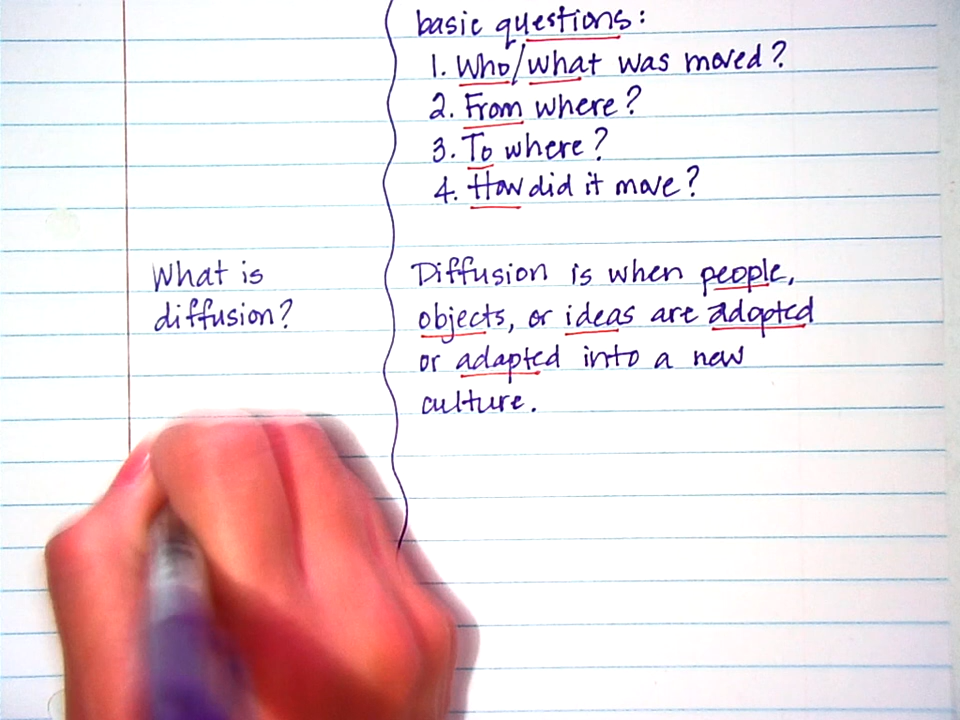 basic questions:
1. Who/what was moved?
2. From where?
3. To where?
4. How did it move?
What is
diffusion?
Diffusion is when people,
objects, or ideas are adopted
or adapted into a new
culture.